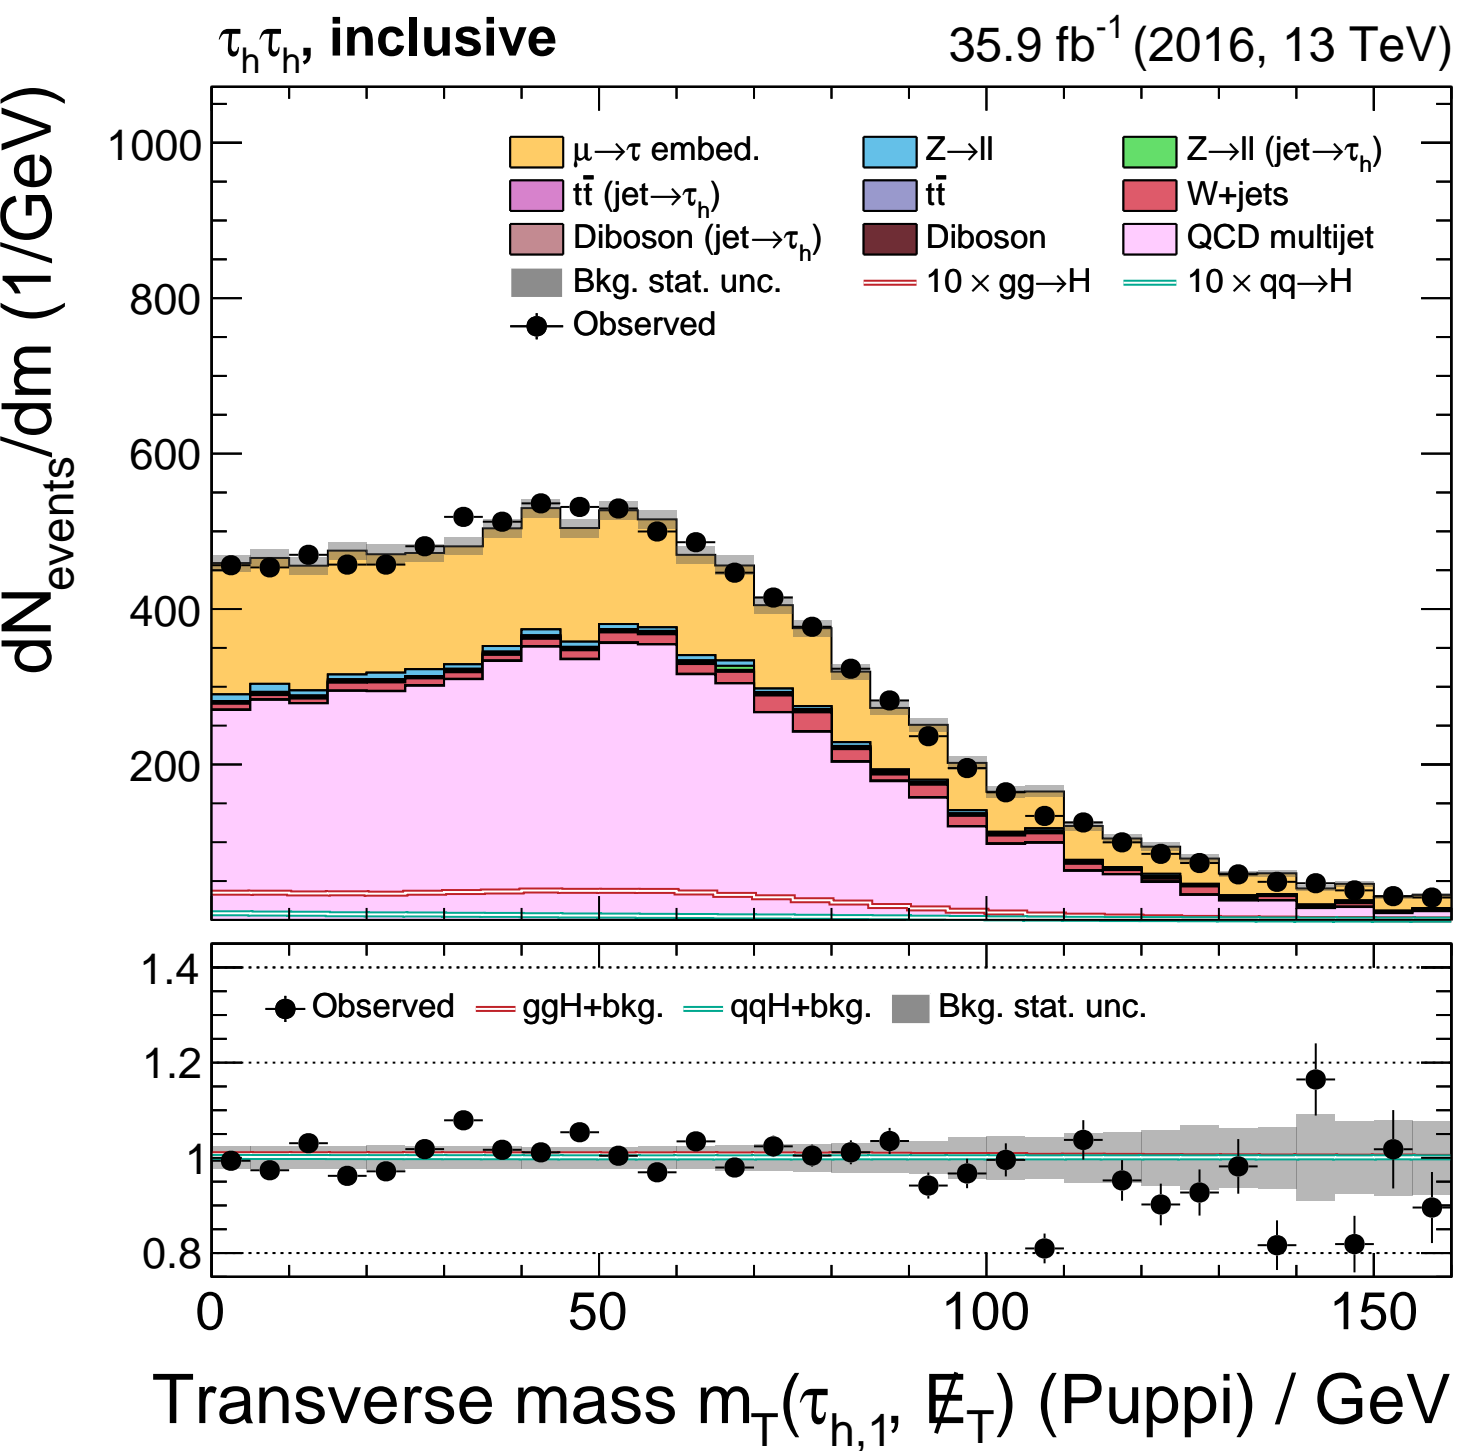 τhτh, inclusive 35.9 fb-1 (2016, 13 TeV)
dNevents/dm (1/GeV)
1000
800
600
400
200
μ→τ embed. Z→ll Z→ll (jet→τh)
tt̄ (jet→τh) tt̄ W+jets
Diboson (jet→τh) Diboson QCD multijet
Bkg. stat. unc. 10 × gg→H 10 × qq→H
Observed
1.4
1.2
1
0.8
Observed ggH+bkg. qqH+bkg. Bkg. stat. unc.
0 50 100 150
Transverse mass mT(τh,1, E̸T) (Puppi) / GeV